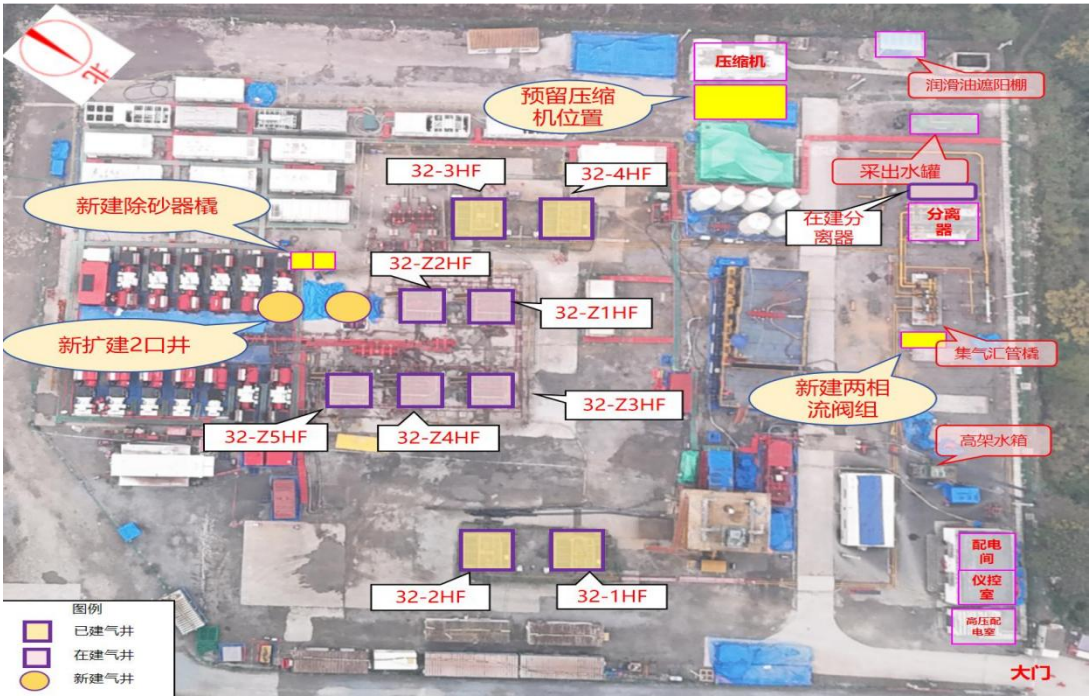 北
压缩机
润滑油遮阳棚
预留压缩
机位置
采出水罐
32-3HF
32-4HF
新建除砂器橇
在建分
离器
分离
器
32-Z2HF
32-Z1HF
新扩建2口井
集气汇管橇
新建两相
流阀组
32-Z3HF
32-Z5HF
32-Z4HF
高架水箱
配电
间
仪控
室
32-2HF
32-1HF
高压配
电室
图例
已建气井
在建气井
新建气井
大门